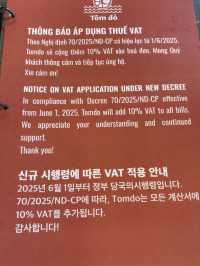 Tôm đỏ
THÔNG BÁO ÁP DỤNG THUẾ VAT
Theo Nghị định 70/2025/ND-CP có hiệu lực từ 1/6/2025,
Tomdo sẽ cộng thêm 10% VAT vào hoá đơn. Mong Quý
khách thông cảm và tiếp tục ủng hộ.
Xin cảm ơn!
NOTICE ON VAT APPLICATION UNDER NEW DECREE
In compliance with Decree 70/2025/ND-CP effective
from June 1, 2025, Tomdo will add 10% VAT to all bills.
We appreciate your understanding and continued
support.
Thank you!
신규 시행령에 따른 VAT 적용 안내
2025년 6월 1일부터 정부 당국의시행령입니다.
70/2025/ND-CP에 따라, Tomdo는 모든 계산서에
10% VAT를 추가됩니다.
감사합니다!